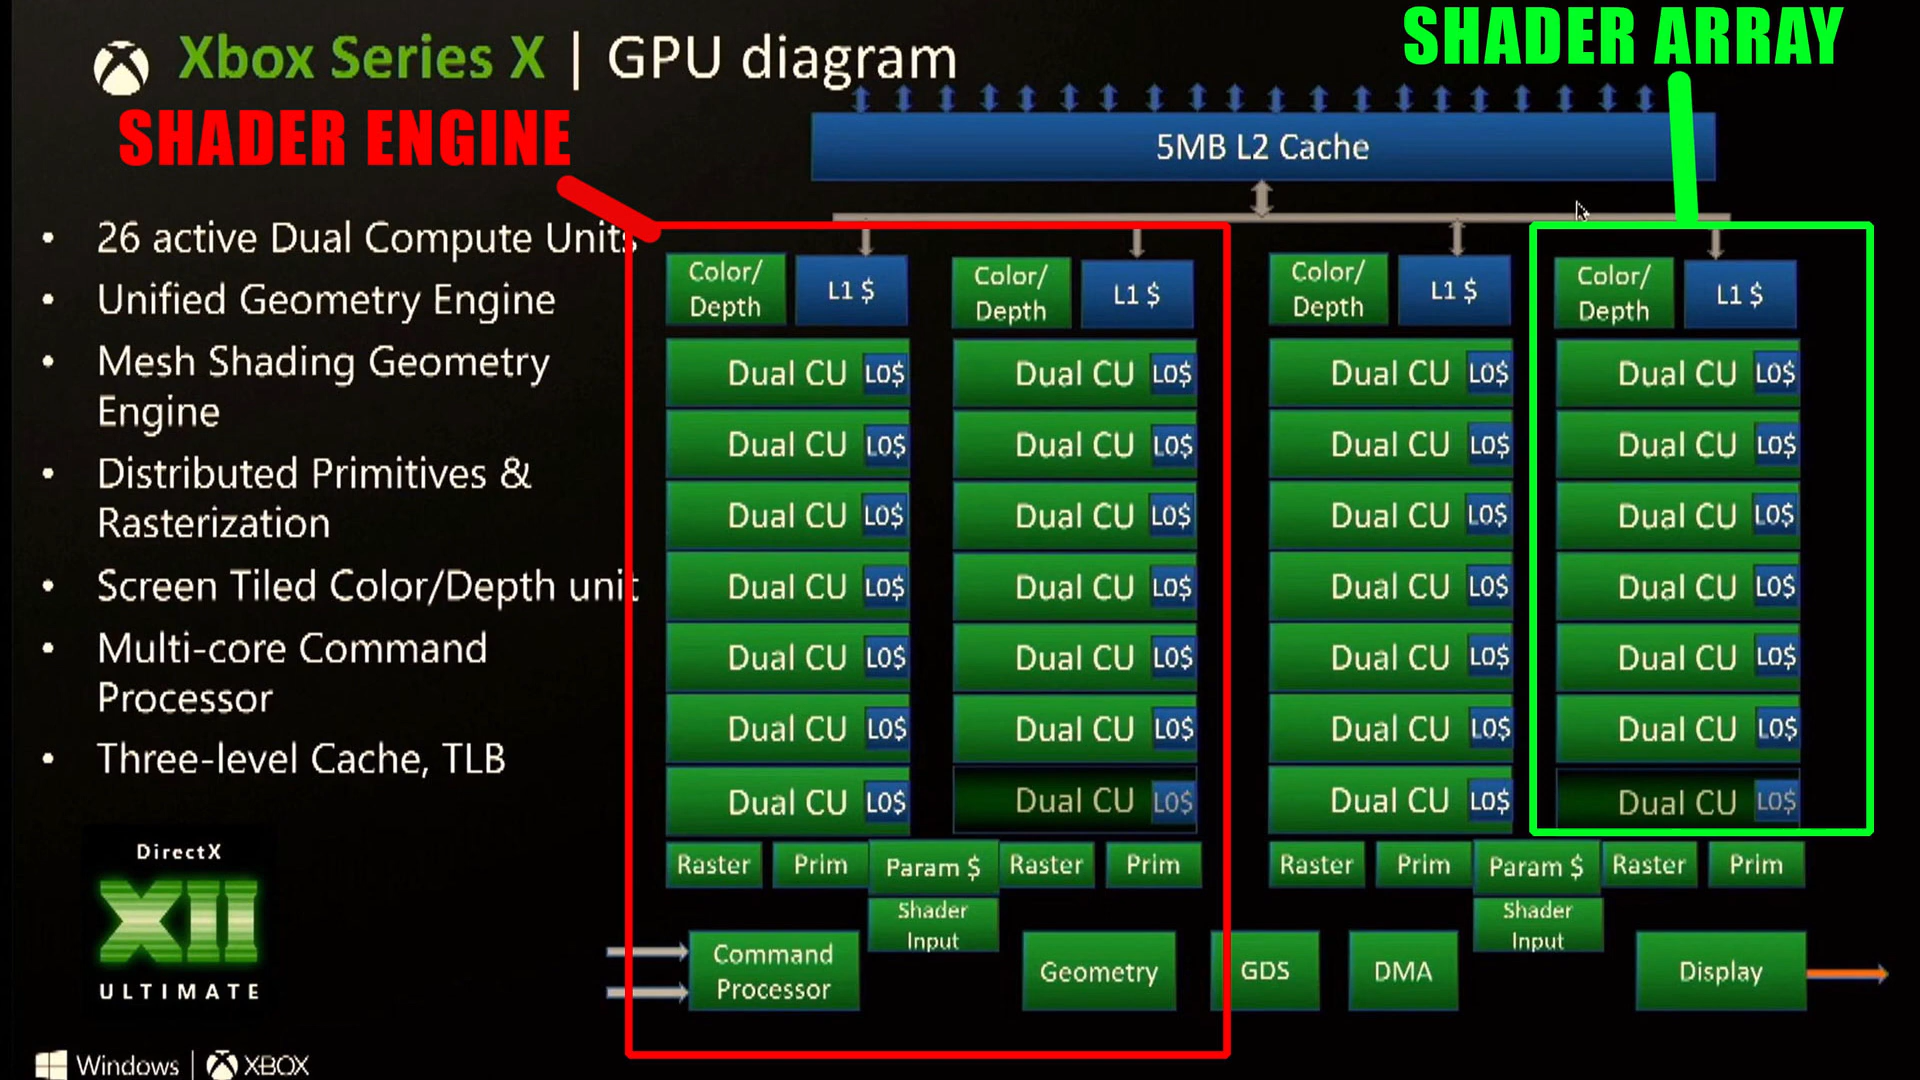 SHADER ARRAY
Xbox Series X | GPU diagram
SHADER ENGINE
5MB L2 Cache
• 26 active Dual Compute Units
• Unified Geometry Engine
• Mesh Shading Geometry
Engine
• Distributed Primitives &
Rasterization
• Screen Tiled Color/Depth unit
• Multi-core Command
Processor
• Three-level Cache, TLB
Color/
Depth
L1 $
Color/
Depth
L1 $
Color/
Depth
L1 $
Color/
Depth
L1 $
Dual CU L0$ Dual CU L0$ Dual CU L0$ Dual CU L0$
Dual CU L0$ Dual CU L0$ Dual CU L0$ Dual CU L0$
Dual CU L0$ Dual CU L0$ Dual CU L0$ Dual CU L0$
Dual CU L0$ Dual CU L0$ Dual CU L0$ Dual CU L0$
Dual CU L0$ Dual CU L0$ Dual CU L0$ Dual CU L0$
Dual CU L0$ Dual CU L0$ Dual CU L0$ Dual CU L0$
Dual CU L0$ Dual CU L0$ Dual CU L0$ Dual CU L0$
Raster Prim Param $ Raster Prim Raster Prim Param $ Raster Prim
Shader
Input
Shader
Input
Command
Processor
Geometry
GDS
DMA
Display
DirectX
XII
ULTIMATE
Windows | XBOX